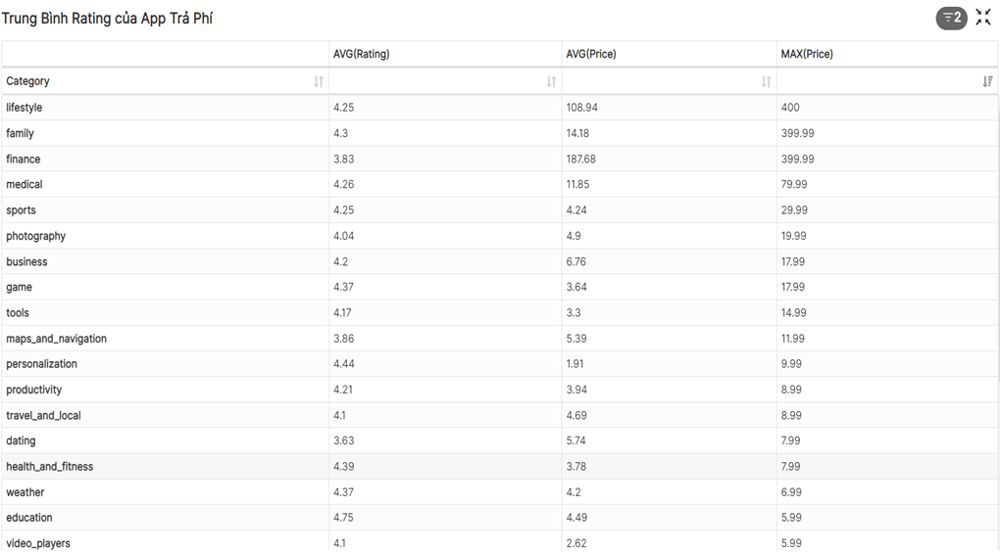 Trung Bình Rating của App Trả Phí 2
AVG(Rating) AVG(Price) MAX(Price)
Category
lifestyle 4.25 108.94 400
family 4.3 14.18 399.99
finance 3.83 187.68 399.99
medical 4.26 11.85 79.99
sports 4.25 4.24 29.99
photography 4.04 4.9 19.99
business 4.2 6.76 17.99
game 4.37 3.64 17.99
tools 4.17 3.3 14.99
maps_and_navigation 3.86 5.39 11.99
personalization 4.44 1.91 9.99
productivity 4.21 3.94 8.99
travel_and_local 4.1 4.69 8.99
dating 3.63 5.74 7.99
health_and_fitness 4.39 3.78 7.99
weather 4.37 4.2 6.99
education 4.75 4.49 5.99
video_players 4.1 2.62 5.99